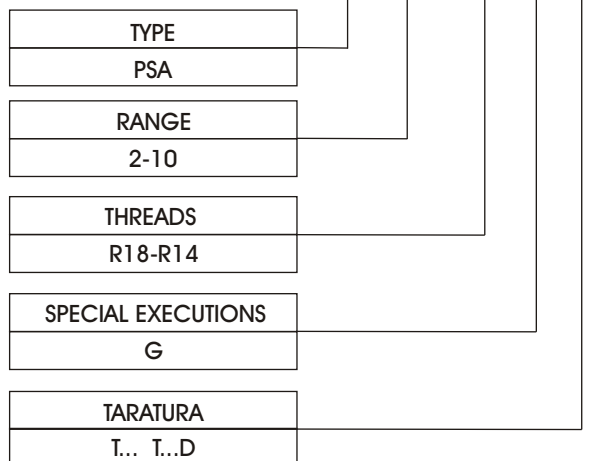 TYPE
PSA
RANGE
2-10
THREADS
R18-R14
SPECIAL EXECUTIONS
G
TARATURA
T... T...D